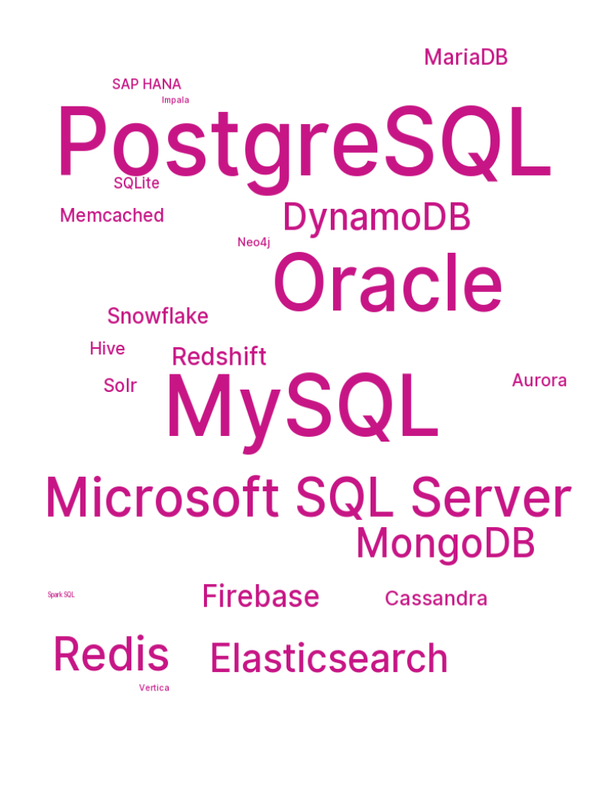 MariaDB
SAP HANA
Impala
PostgreSQL
SQLite
Memcached
DynamoDB
Neo4j
Oracle
Snowflake
Hive
Redshift
Aurora
Solr
MySQL
Microsoft SQL Server
MongoDB
Spark SQL
Firebase
Cassandra
Redis
Elasticsearch
Vertica